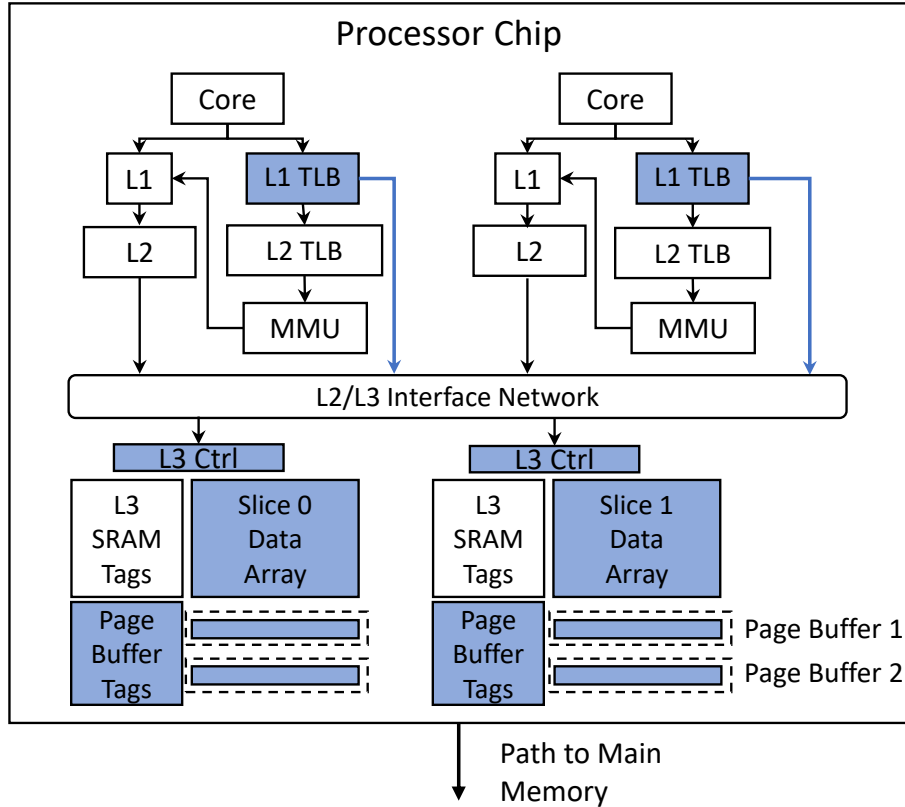 Processor Chip
Core
Core
L1
L1 TLB
L1
L1 TLB
L2
L2 TLB
L2
L2 TLB
MMU
MMU
L2/L3 Interface Network
L3 Ctrl
L3 Ctrl
L3
SRAM
Tags
Slice 0
Data
Array
L3
SRAM
Tags
Slice 1
Data
Array
Page
Buffer
Tags
Page
Buffer
Tags
Page Buffer 1
Page Buffer 2
Path to Main
Memory